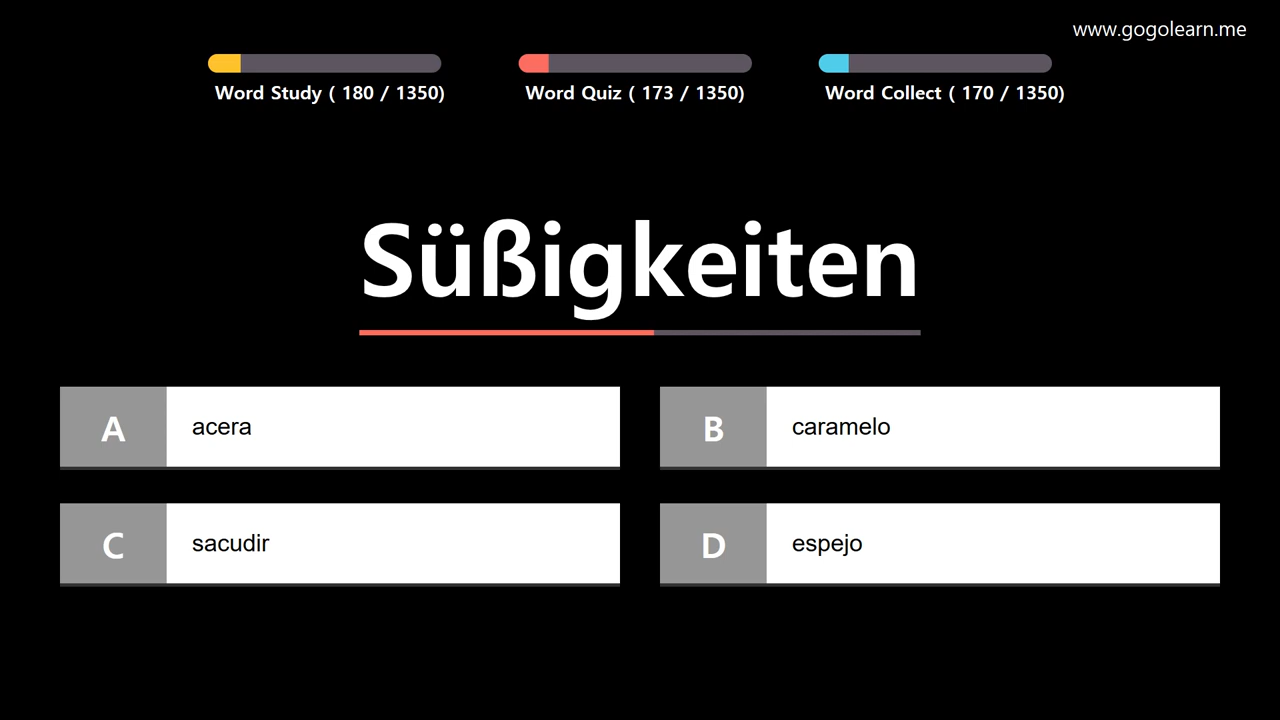 www.gogolearn.me
Word Study ( 180 / 1350)
Word Quiz ( 173 / 1350)
Word Collect ( 170 / 1350)
Süßigkeiten
A acera
B caramelo
C sacudir
D espejo